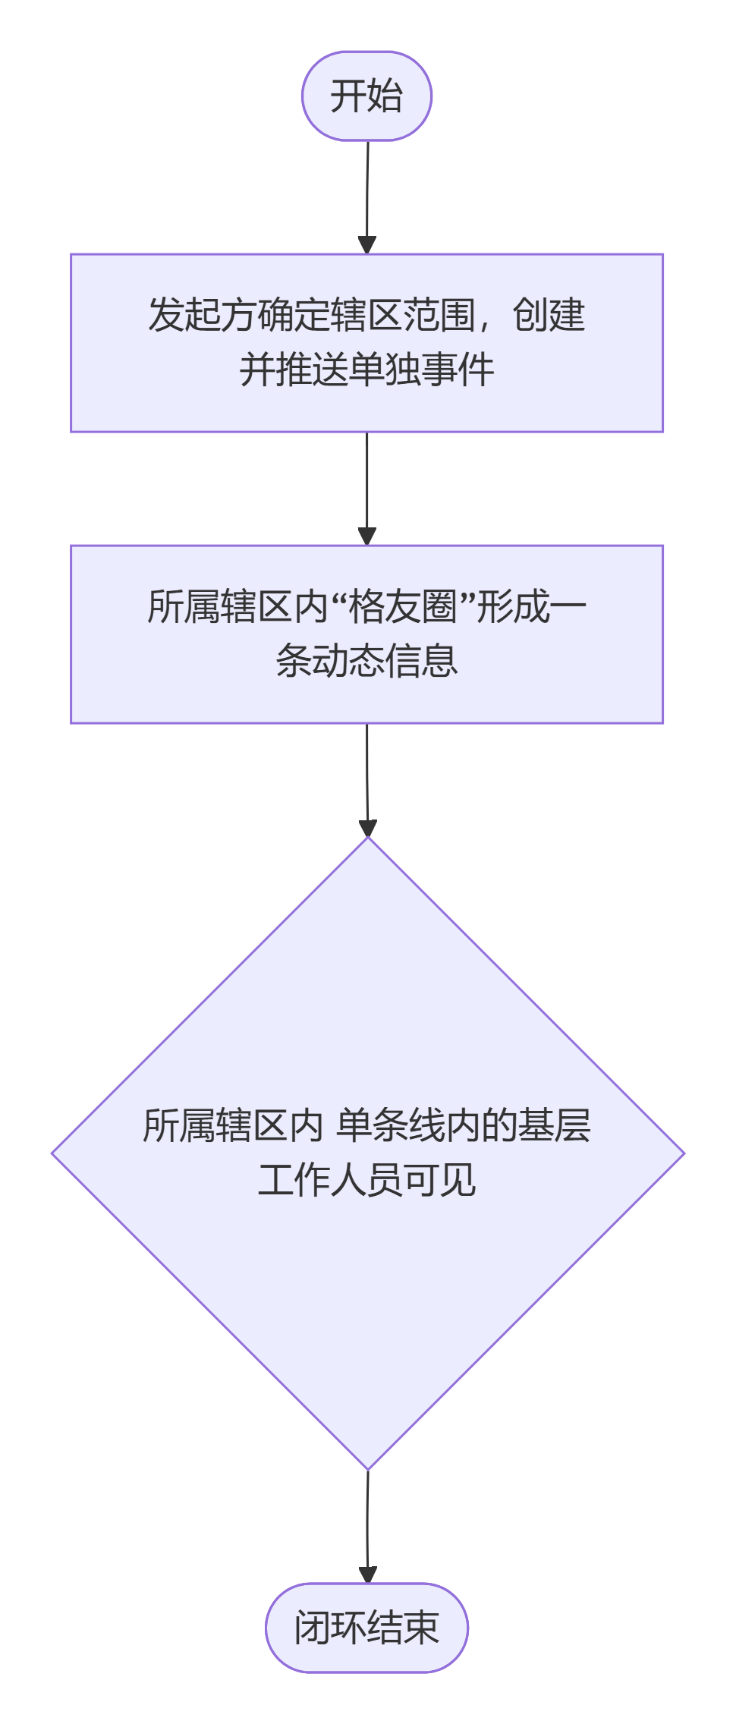 开始
发起方确定辖区范围，创建
并推送单独事件
所属辖区内“格友圈”形成一
条动态信息
所属辖区内 单条线内的基层
工作人员可见
闭环结束